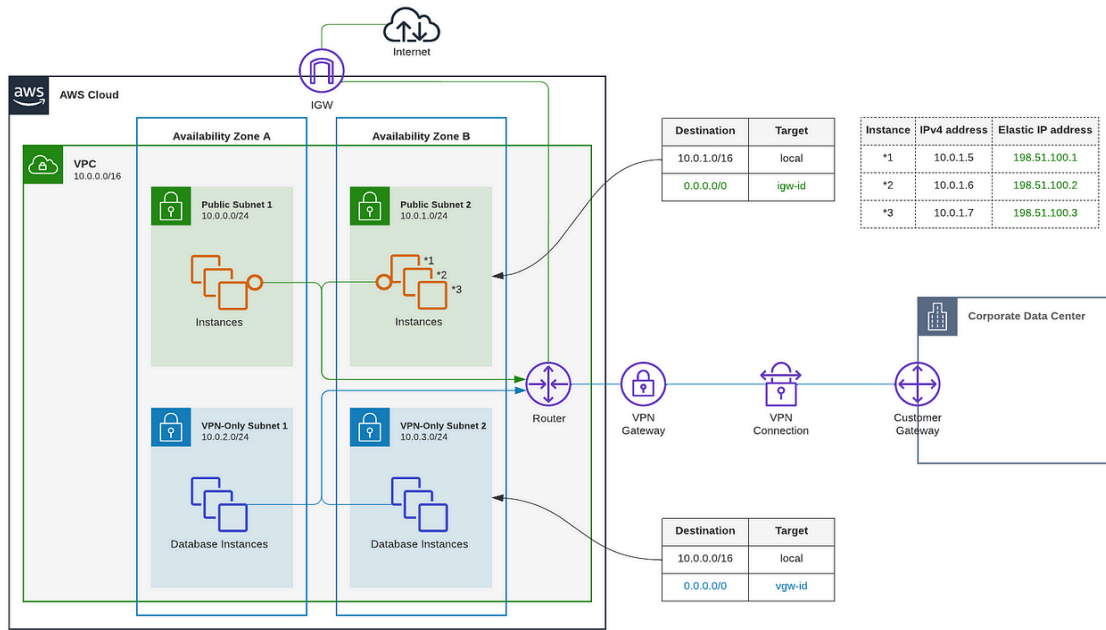 Internet
IGW
aws
AWS Cloud
Availability Zone A
Availability Zone B
VPC
10.0.0.0/16
Public Subnet 1
10.0.0.0/24
Public Subnet 2
10.0.1.0/24
*1
*2
*3
Instances
Instances
VPN-Only Subnet 1
10.0.2.0/24
VPN-Only Subnet 2
10.0.3.0/24
Database Instances
Database Instances
Router
VPN
Gateway
VPN
Connection
Customer
Gateway
Corporate Data Center
Destination Target
10.0.1.0/16 local
0.0.0.0/0 igw-id
Instance IPv4 address Elastic IP address
*1 10.0.1.5 198.51.100.1
*2 10.0.1.6 198.51.100.2
*3 10.0.1.7 198.51.100.3
Destination Target
10.0.0.0/16 local
0.0.0.0/0 vgw-id